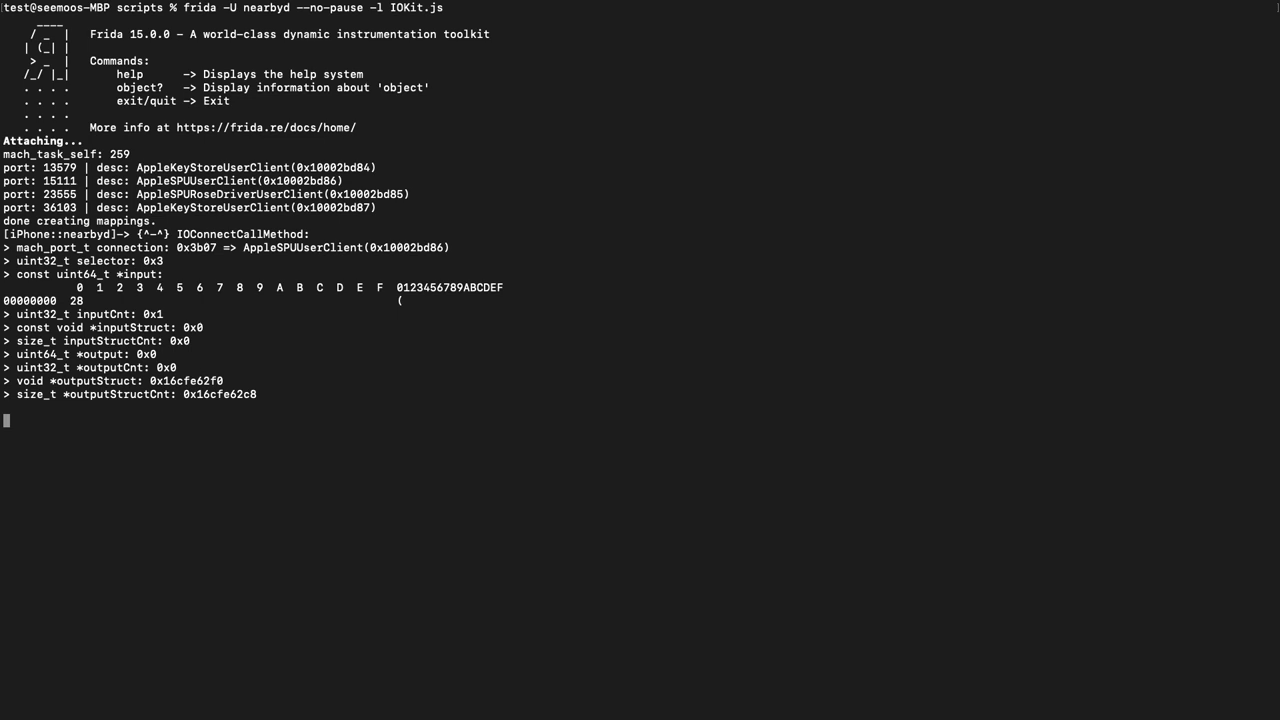 [test@seemoos-MBP scripts % frida -U nearbyd --no-pause -l IOKit.js ]
     ____
    / _  |   Frida 15.0.0 - A world-class dynamic instrumentation toolkit
   | (_| |
    > _  |   Commands:
   /_/ |_|       help      -> Displays the help system
   . . . .       object?   -> Display information about 'object'
   . . . .       exit/quit -> Exit
   . . . .
   . . . .   More info at https://frida.re/docs/home/
Attaching...
mach_task_self: 259
port: 13579 | desc: AppleKeyStoreUserClient(0x10002bd84)
port: 15111 | desc: AppleSPUUserClient(0x10002bd86)
port: 23555 | desc: AppleSPURoseDriverUserClient(0x10002bd85)
port: 36103 | desc: AppleKeyStoreUserClient(0x10002bd87)
done creating mappings.
[iPhone::nearbyd]-> {^-^} IOConnectCallMethod:
> mach_port_t connection: 0x3b07 => AppleSPUUserClient(0x10002bd86)
> uint32_t selector: 0x3
> const uint64_t *input:
           0  1  2  3  4  5  6  7  8  9  A  B  C  D  E  F  0123456789ABCDEF
00000000  28                                               (
> uint32_t inputCnt: 0x1
> const void *inputStruct: 0x0
> size_t inputStructCnt: 0x0
> uint64_t *output: 0x0
> uint32_t *outputCnt: 0x0
> void *outputStruct: 0x16cfe62f0
> size_t *outputStructCnt: 0x16cfe62c8